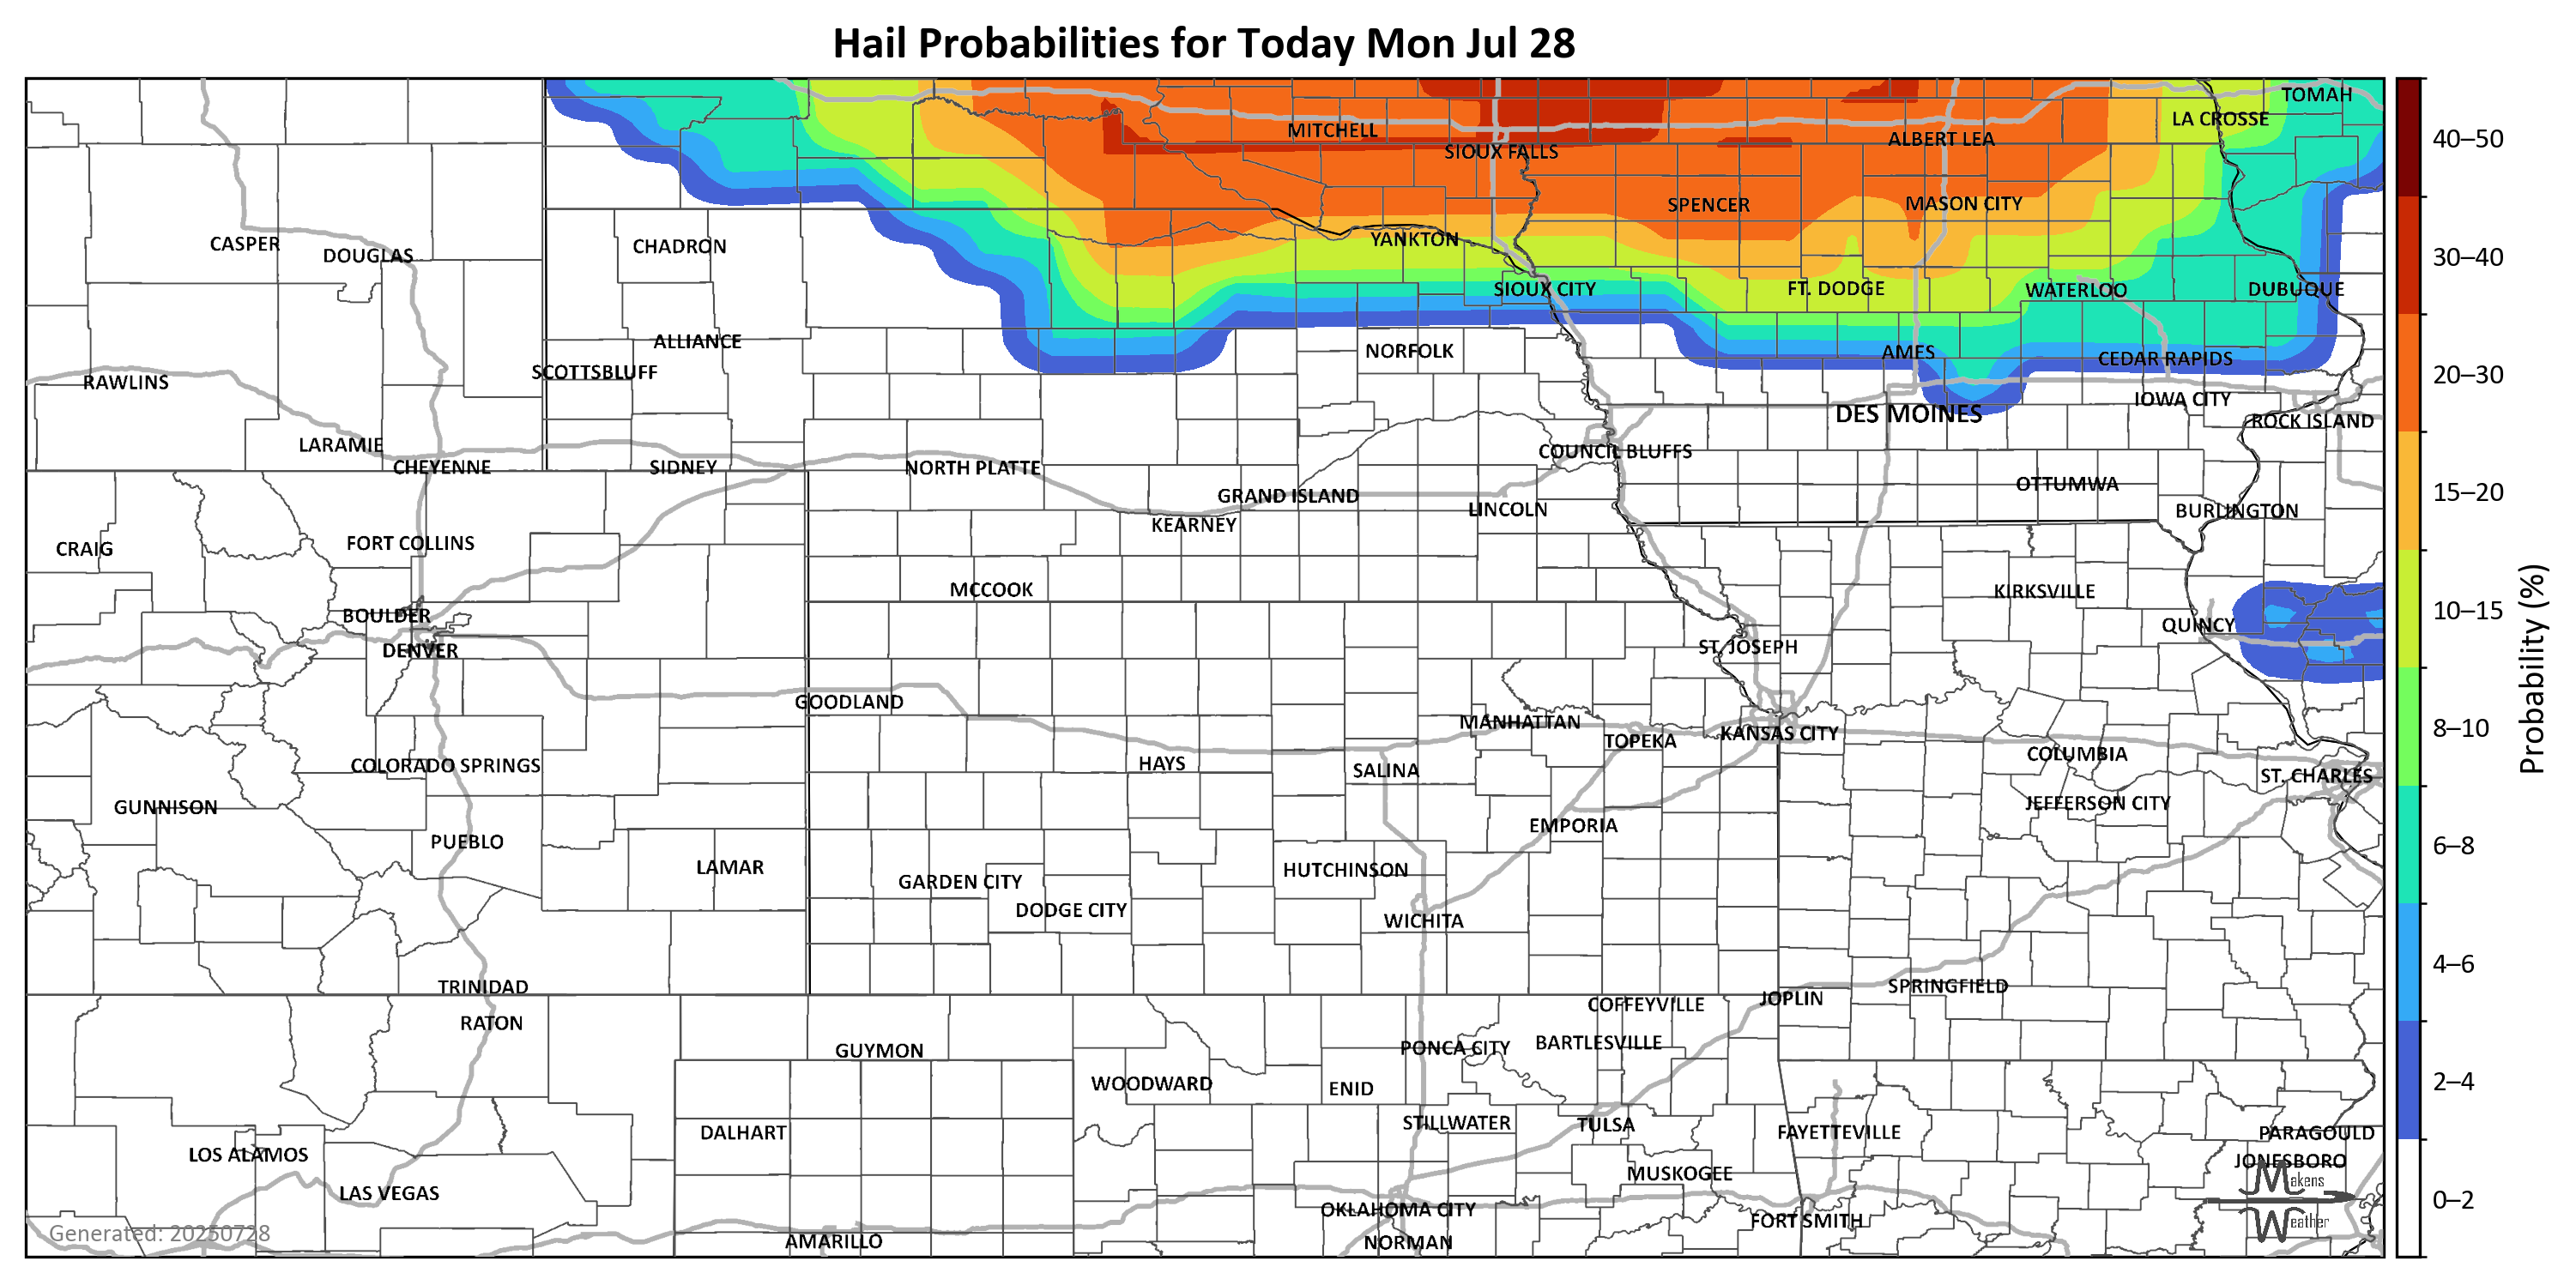 Hail Probabilities for Today Mon Jul 28
TOMAH
LA CROSSE
MITCHELL
ALBERT LEA
SIOUX FALLS
SPENCER
MASON CITY
CASPER
DOUGLAS
CHADRON
YANKTON
SIOUX CITY
FT. DODGE
WATERLOO
DUBUQUE
ALLIANCE
NORFOLK
AMES
CEDAR RAPIDS
RAWLINS
SCOTTSBLUFF
DES MOINES
IOWA CITY
ROCK ISLAND
LARAMIE
CHEYENNE
SIDNEY
NORTH PLATTE
COUNCIL BLUFFS
GRAND ISLAND
LINCOLN
OTTUMWA
BURLINGTON
KEARNEY
CRAIG
FORT COLLINS
MCCOOK
KIRKSVILLE
BOULDER
QUINCY
DENVER
ST. JOSEPH
GOODLAND
MANHATTAN
TOPEKA
KANSAS CITY
COLUMBIA
COLORADO SPRINGS
HAYS
SALINA
ST. CHARLES
GUNNISON
JEFFERSON CITY
PUEBLO
EMPORIA
LAMAR
GARDEN CITY
HUTCHINSON
DODGE CITY
WICHITA
TRINIDAD
SPRINGFIELD
COFFEYVILLE
JOPLIN
RATON
GUYMON
PONCA CITY
BARTLESVILLE
WOODWARD
ENID
STILLWATER
TULSA
DALHART
FAYETTEVILLE
PARAGOULD
LOS ALAMOS
JONESBORO
MUSKOGEE
LAS VEGAS
OKLAHOMA CITY
FORT SMITH
AMARILLO
NORMAN
Generated: 20250728
Makens
Weather
40–50
30–40
20–30
15–20
10–15
8–10
6–8
4–6
2–4
0–2
Probability (%)